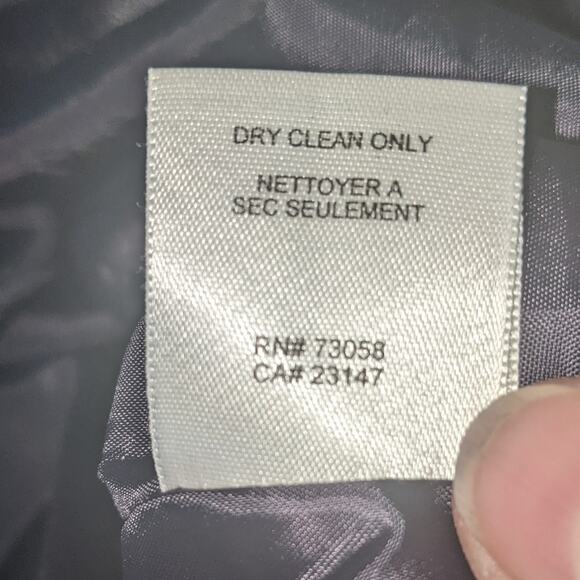 DRY CLEAN ONLY
NETTOYER A
SEC SEULEMENT
RN# 73058
CA# 23147